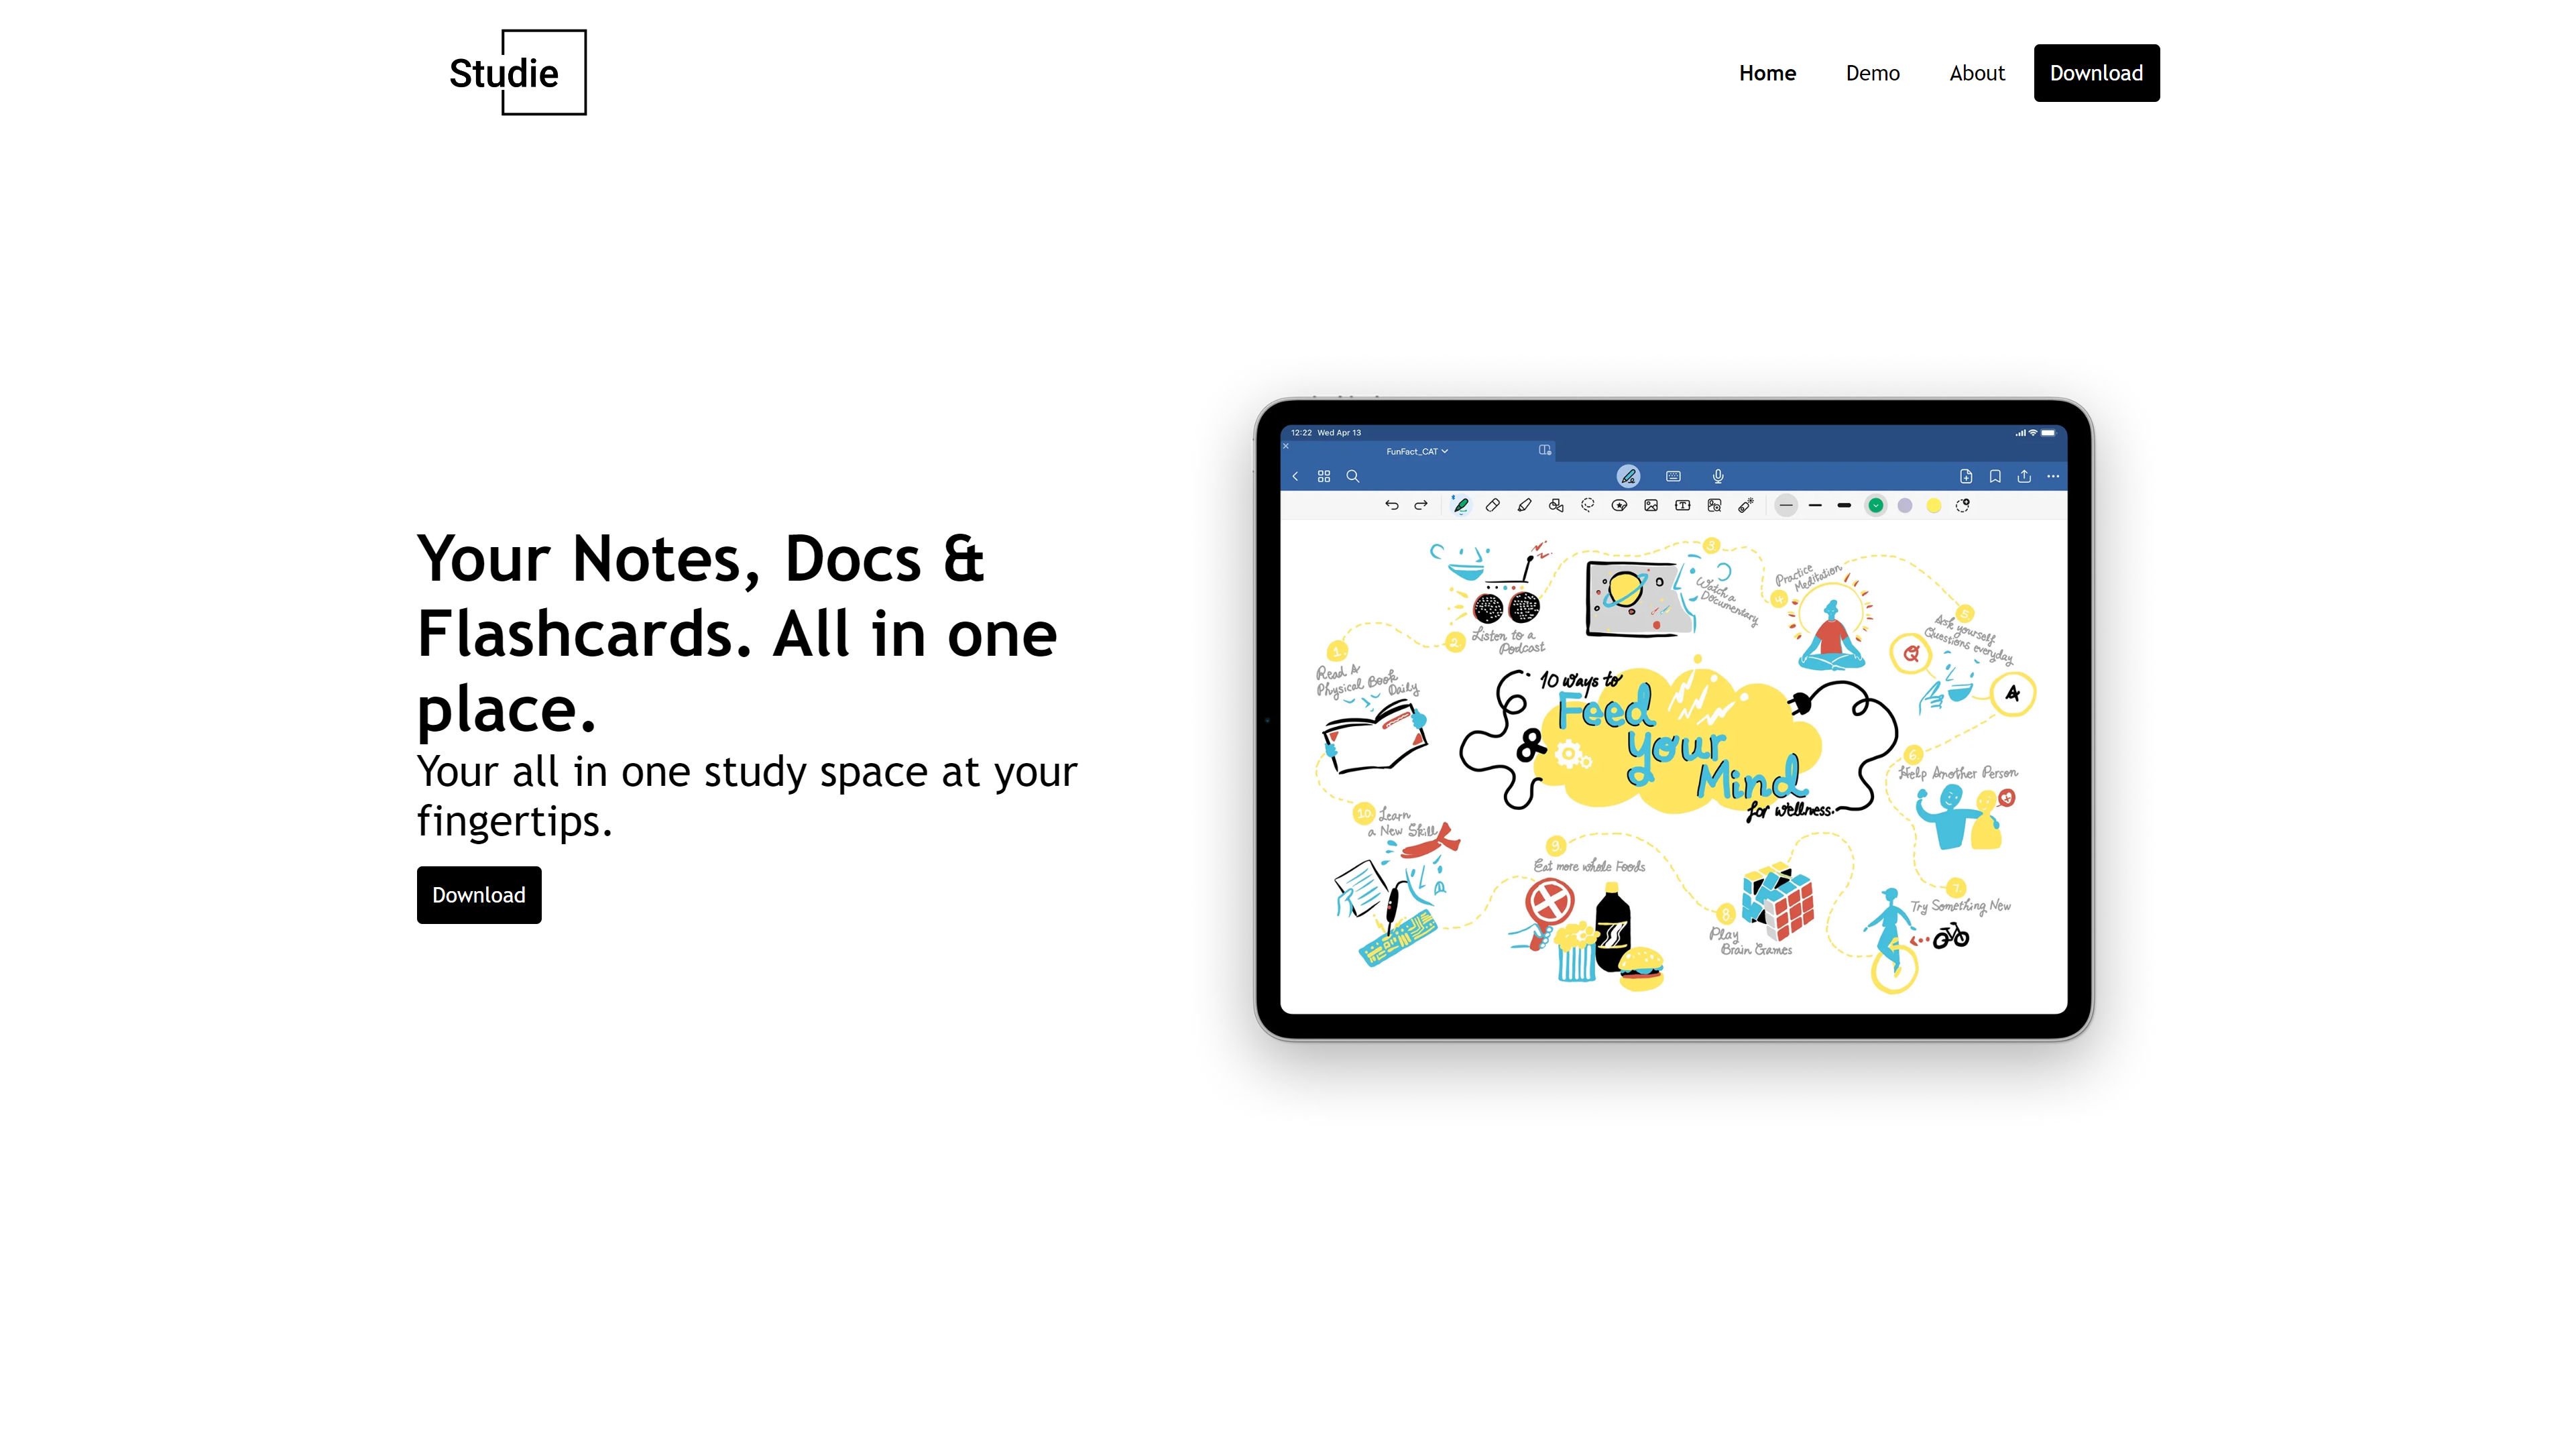 Studie
Home Demo About Download
Your Notes, Docs &
Flashcards. All in one
place.
Your all in one study space at your
fingertips.
Download
12:22 Wed Apr 13
FunFact_CAT
1
Read A
Physical Book
Daily
2
Listen to a
Podcast
3
Watch a
Documentary
4
Practice
Meditation
5
Ask yourself
Questions everyday
Q
A
10 ways to
Feed
&
your
Mind
for wellness.
6
Help Another Person
7
Try Something New
8
Play
Brain Games
9
Eat more whole Foods
10
Learn
a New Skill